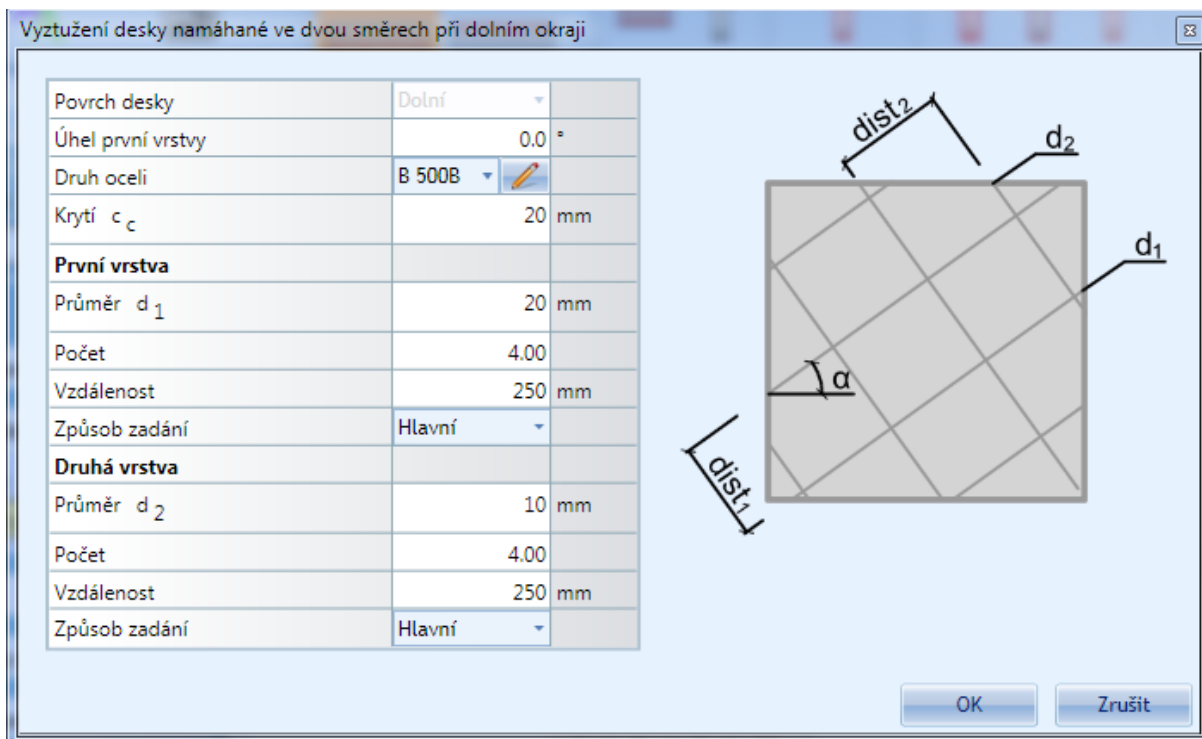 Vyztužení desky namáhané ve dvou směrech při dolním okraji
Povrch desky Dolní
Úhel první vrstvy 0.0 °
Druh oceli B 500B
Krytí c c 20 mm
První vrstva
Průměr d 1 20 mm
Počet 4.00
Vzdálenost 250 mm
Způsob zadání Hlavní
Druhá vrstva
Průměr d 2 10 mm
Počet 4.00
Vzdálenost 250 mm
Způsob zadání Hlavní
dist2
d2
d1
α
dist1
OK Zrušit